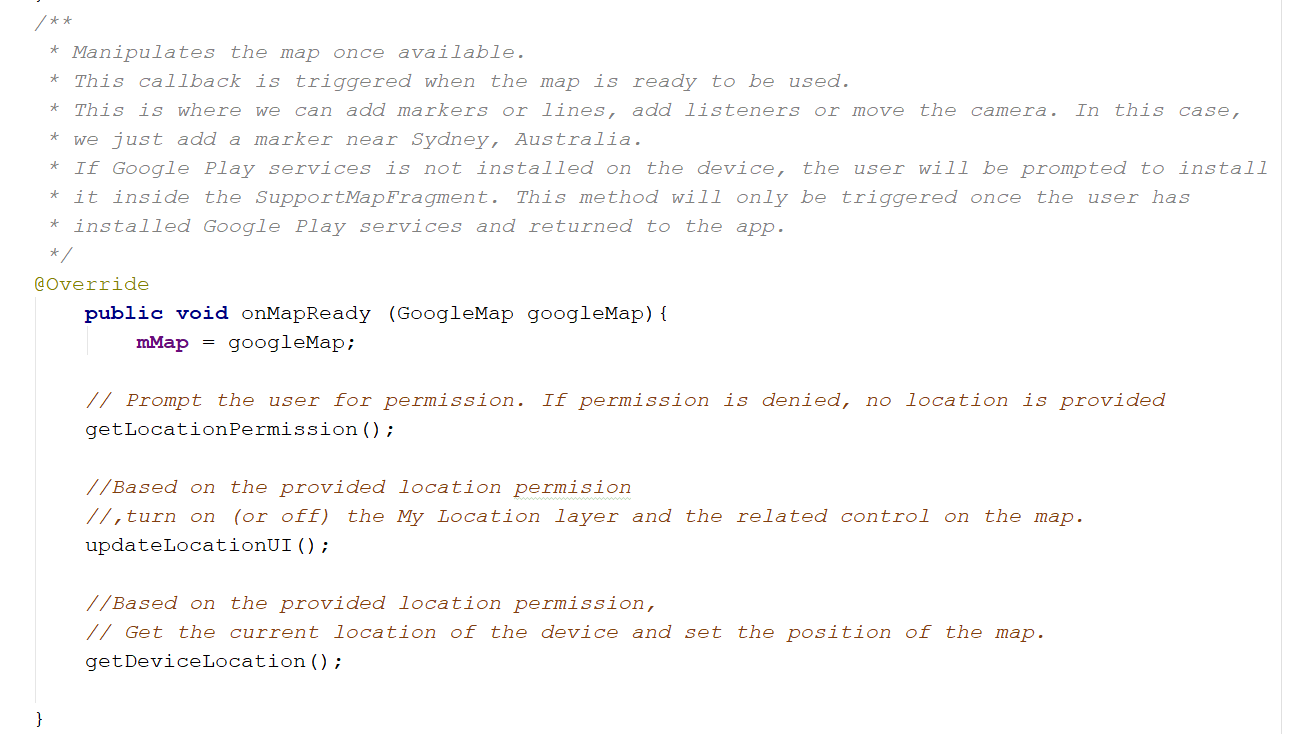 /**
* Manipulates the map once available.
* This callback is triggered when the map is ready to be used.
* This is where we can add markers or lines, add listeners or move the camera. In this case,
* we just add a marker near Sydney, Australia.
* If Google Play services is not installed on the device, the user will be prompted to install
* it inside the SupportMapFragment. This method will only be triggered once the user has
* installed Google Play services and returned to the app.
*/
@Override
public void onMapReady (GoogleMap googleMap){
mMap = googleMap;
// Prompt the user for permission. If permission is denied, no location is provided
getLocationPermission();
//Based on the provided location permision
//,turn on (or off) the My Location layer and the related control on the map.
updateLocationUI();
//Based on the provided location permission,
// Get the current location of the device and set the position of the map.
getDeviceLocation();
}